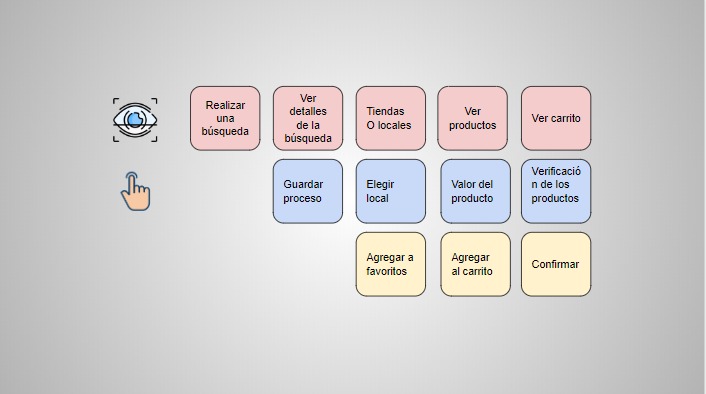 Realizar
una
búsqueda
Ver
detalles
de la
búsqueda
Tiendas
O locales
Ver
productos
Ver carrito
Guardar
proceso
Elegir
local
Valor del
producto
Verificació
n de los
productos
Agregar a
favoritos
Agregar
al carrito
Confirmar